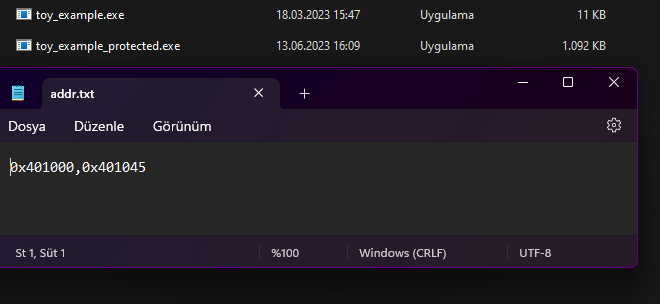 toy_example.exe 18.03.2023 15:47 Uygulama 11 KB
toy_example_protected.exe 13.06.2023 16:09 Uygulama 1.092 KB
addr.txt
Dosya Düzenle Görünüm
0x401000,0x401045
St 1, Süt 1 %100 Windows (CRLF) UTF-8